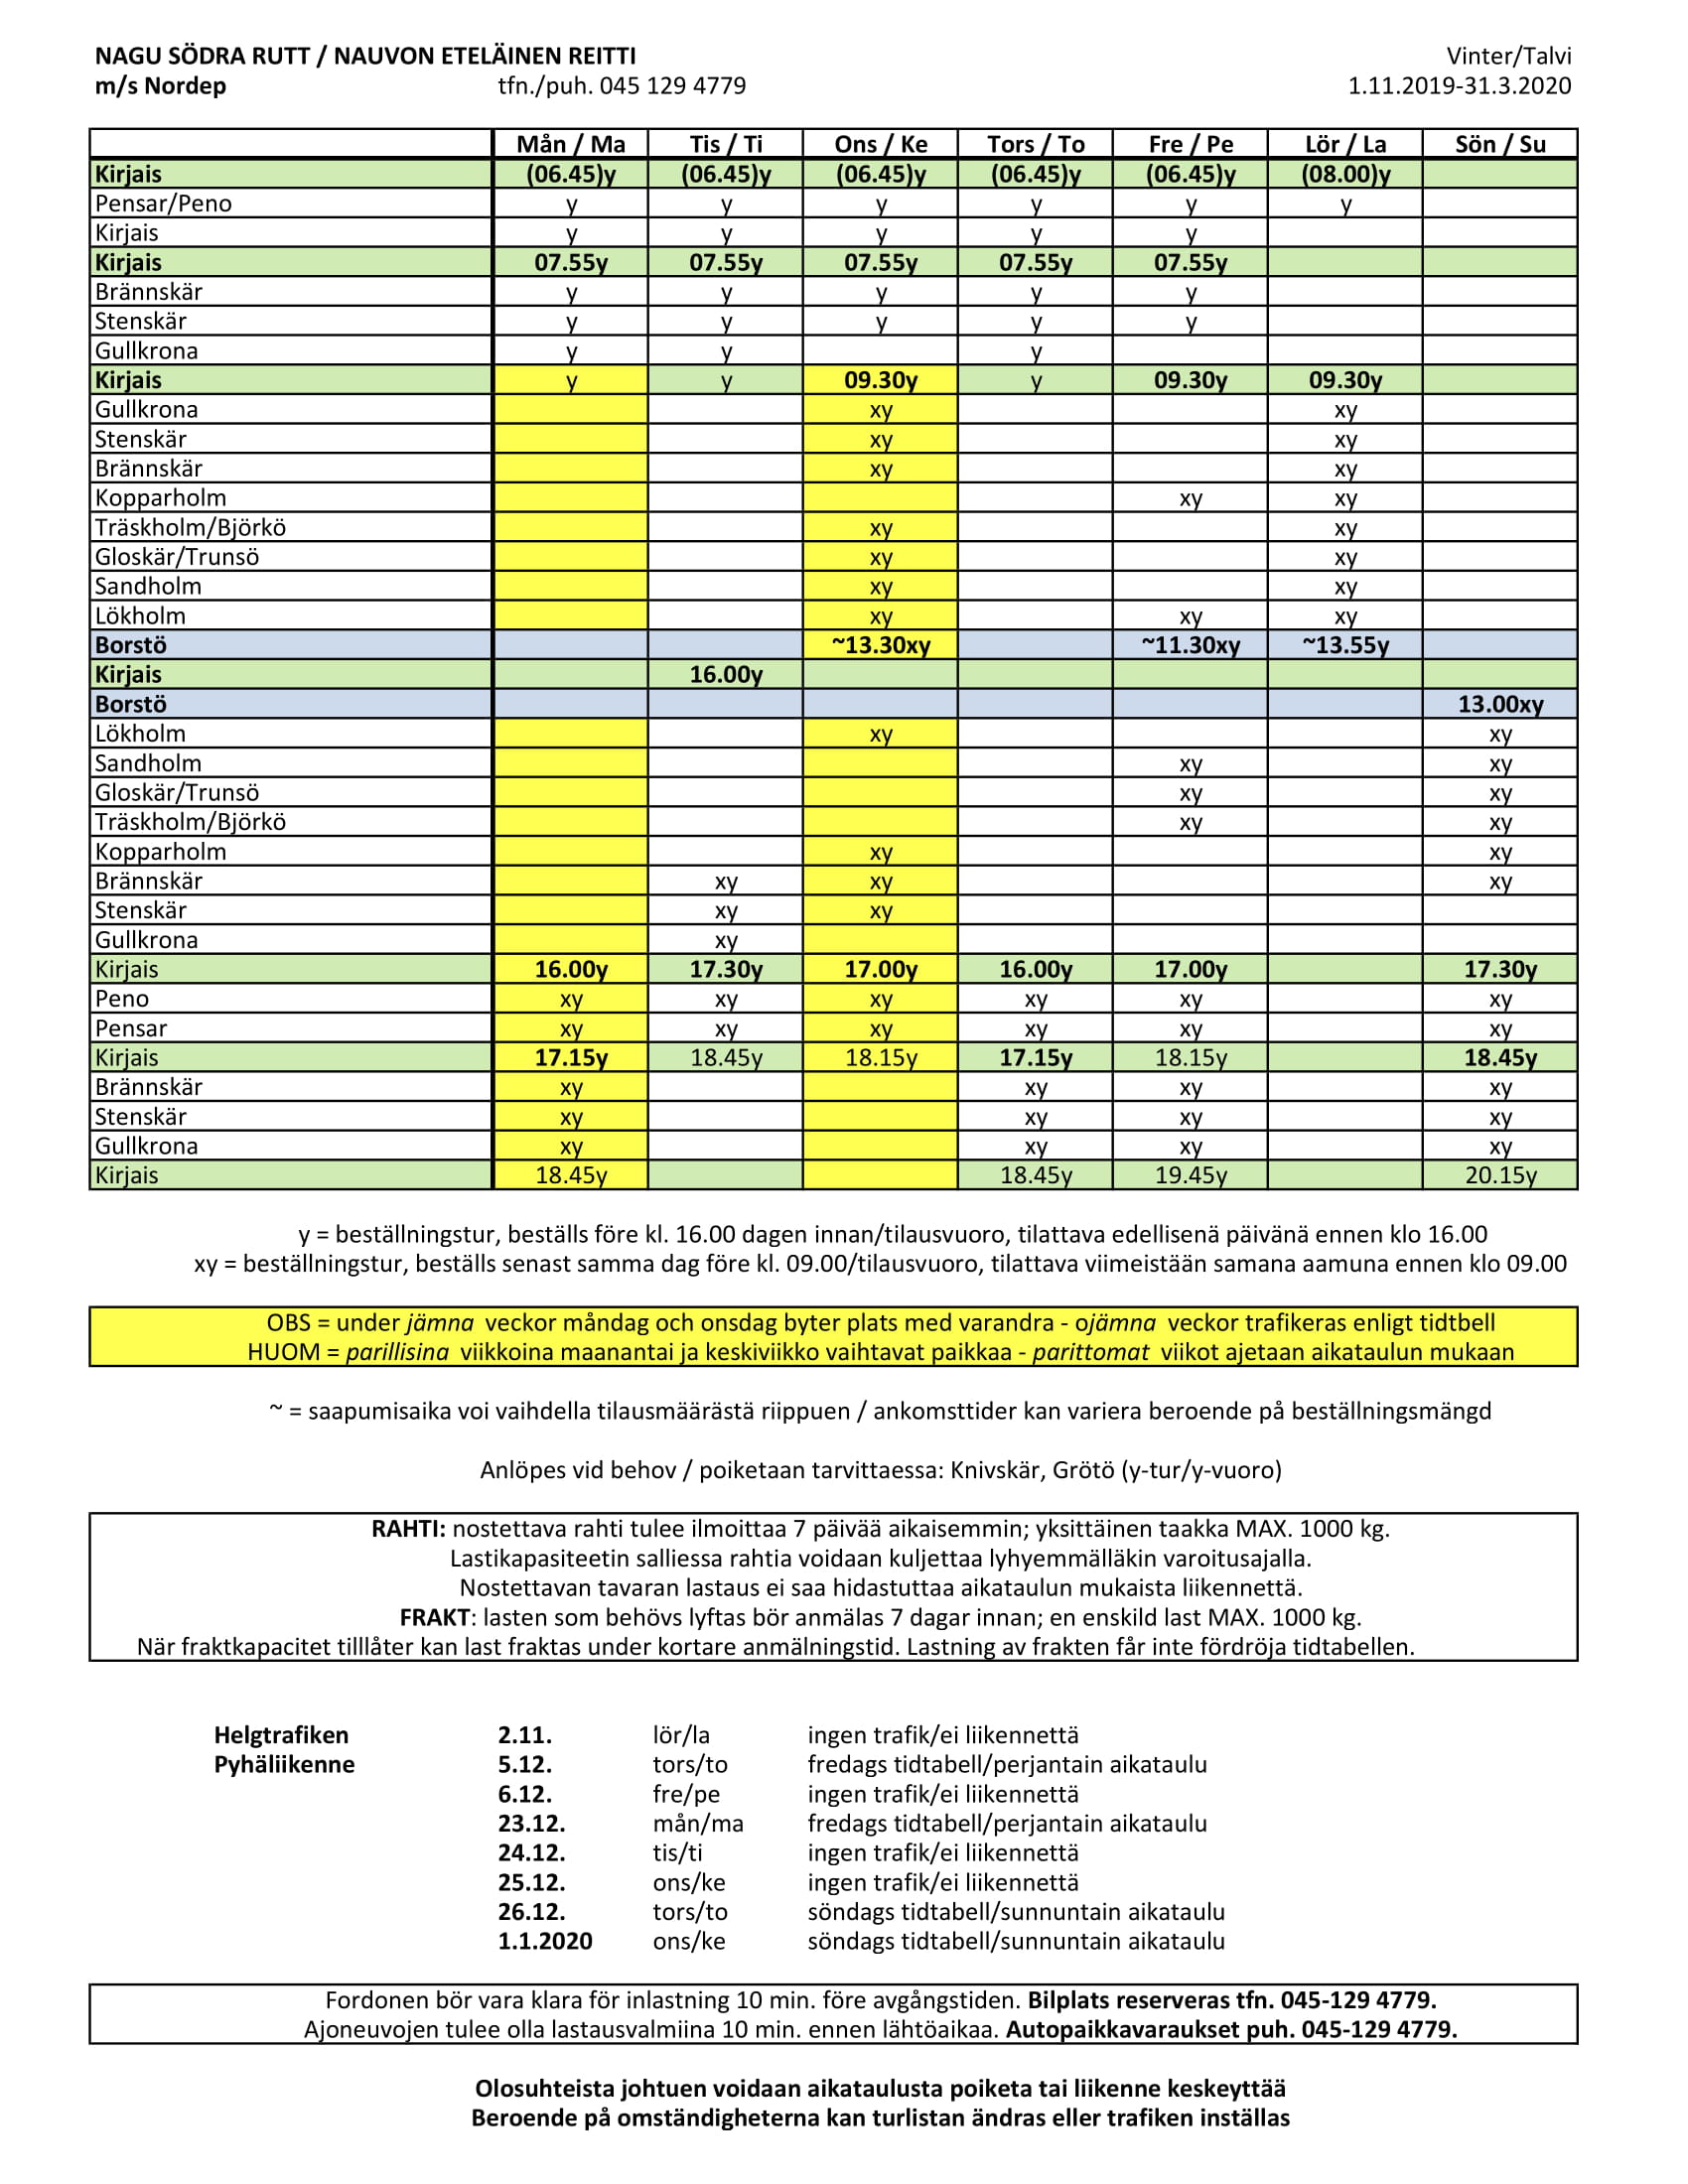 NAGU SÖDRA RUTT / NAUVON ETELÄINEN REITTI Vinter/Talvi
m/s Nordep tfn./puh. 045 129 4779 1.11.2019-31.3.2020
Mån / Ma Tis / Ti Ons / Ke Tors / To Fre / Pe Lör / La Sön / Su
Kirjais (06.45)y (06.45)y (06.45)y (06.45)y (06.45)y (08.00)y
Pensar/Peno y y y y y y
Kirjais y y y y y
Kirjais 07.55y 07.55y 07.55y 07.55y 07.55y
Brännskär y y y y y
Stenskär y y y y y
Gullkrona y y y
Kirjais y y 09.30y y 09.30y 09.30y
Gullkrona xy xy
Stenskär xy xy
Brännskär xy xy
Kopparholm xy xy
Träskholm/Björkö xy xy
Gloskär/Trunsö xy xy
Sandholm xy xy
Lökholm xy xy xy
Borstö ~13.30xy ~11.30xy ~13.55y
Kirjais 16.00y
Borstö 13.00xy
Lökholm xy xy
Sandholm xy xy
Gloskär/Trunsö xy xy
Träskholm/Björkö xy xy
Kopparholm xy xy
Brännskär xy xy xy
Stenskär xy xy
Gullkrona xy
Kirjais 16.00y 17.30y 17.00y 16.00y 17.00y 17.30y
Peno xy xy xy xy xy xy
Pensar xy xy xy xy xy xy
Kirjais 17.15y 18.45y 18.15y 17.15y 18.15y 18.45y
Brännskär xy xy xy xy
Stenskär xy xy xy xy
Gullkrona xy xy xy xy
Kirjais 18.45y 18.45y 19.45y 20.15y
y = beställningstur, beställs före kl. 16.00 dagen innan/tilausvuoro, tilattava edellisenä päivänä ennen klo 16.00
xy = beställningstur, beställs senast samma dag före kl. 09.00/tilausvuoro, tilattava viimeistään samana aamuna ennen klo 09.00
OBS = under jämna veckor måndag och onsdag byter plats med varandra - ojämna veckor trafikeras enligt tidtbell
HUOM = parillisina viikkoina maanantai ja keskiviikko vaihtavat paikkaa - parittomat viikot ajetaan aikataulun mukaan
~ = saapumisaika voi vaihdella tilausmäärästä riippuen / ankomsttider kan variera beroende på beställningsmängd
Anlöpes vid behov / poiketaan tarvittaessa: Knivskär, Grötö (y-tur/y-vuoro)
RAHTI: nostettava rahti tulee ilmoittaa 7 päivää aikaisemmin; yksittäinen taakka MAX. 1000 kg.
Lastikapasiteetin salliessa rahtia voidaan kuljettaa lyhyemmälläkin varoitusajalla.
Nostettavan tavaran lastaus ei saa hidastuttaa aikataulun mukaista liikennettä.
FRAKT: lasten som behövs lyftas bör anmälas 7 dagar innan; en enskild last MAX. 1000 kg.
När fraktkapacitet tilllåter kan last fraktas under kortare anmälningstid. Lastning av frakten får inte fördröja tidtabellen.
Helgtrafiken 2.11. lör/la ingen trafik/ei liikennettä
Pyhäliikenne 5.12. tors/to fredags tidtabell/perjantain aikataulu
6.12. fre/pe ingen trafik/ei liikennettä
23.12. mån/ma fredags tidtabell/perjantain aikataulu
24.12. tis/ti ingen trafik/ei liikennettä
25.12. ons/ke ingen trafik/ei liikennettä
26.12. tors/to söndags tidtabell/sunnuntain aikataulu
1.1.2020 ons/ke söndags tidtabell/sunnuntain aikataulu
Fordonen bör vara klara för inlastning 10 min. före avgångstiden. Bilplats reserveras tfn. 045-129 4779.
Ajoneuvojen tulee olla lastausvalmiina 10 min. ennen lähtöaikaa. Autopaikkavaraukset puh. 045-129 4779.
Olosuhteista johtuen voidaan aikataulusta poiketa tai liikenne keskeyttää
Beroende på omständigheterna kan turlistan ändras eller trafiken inställas